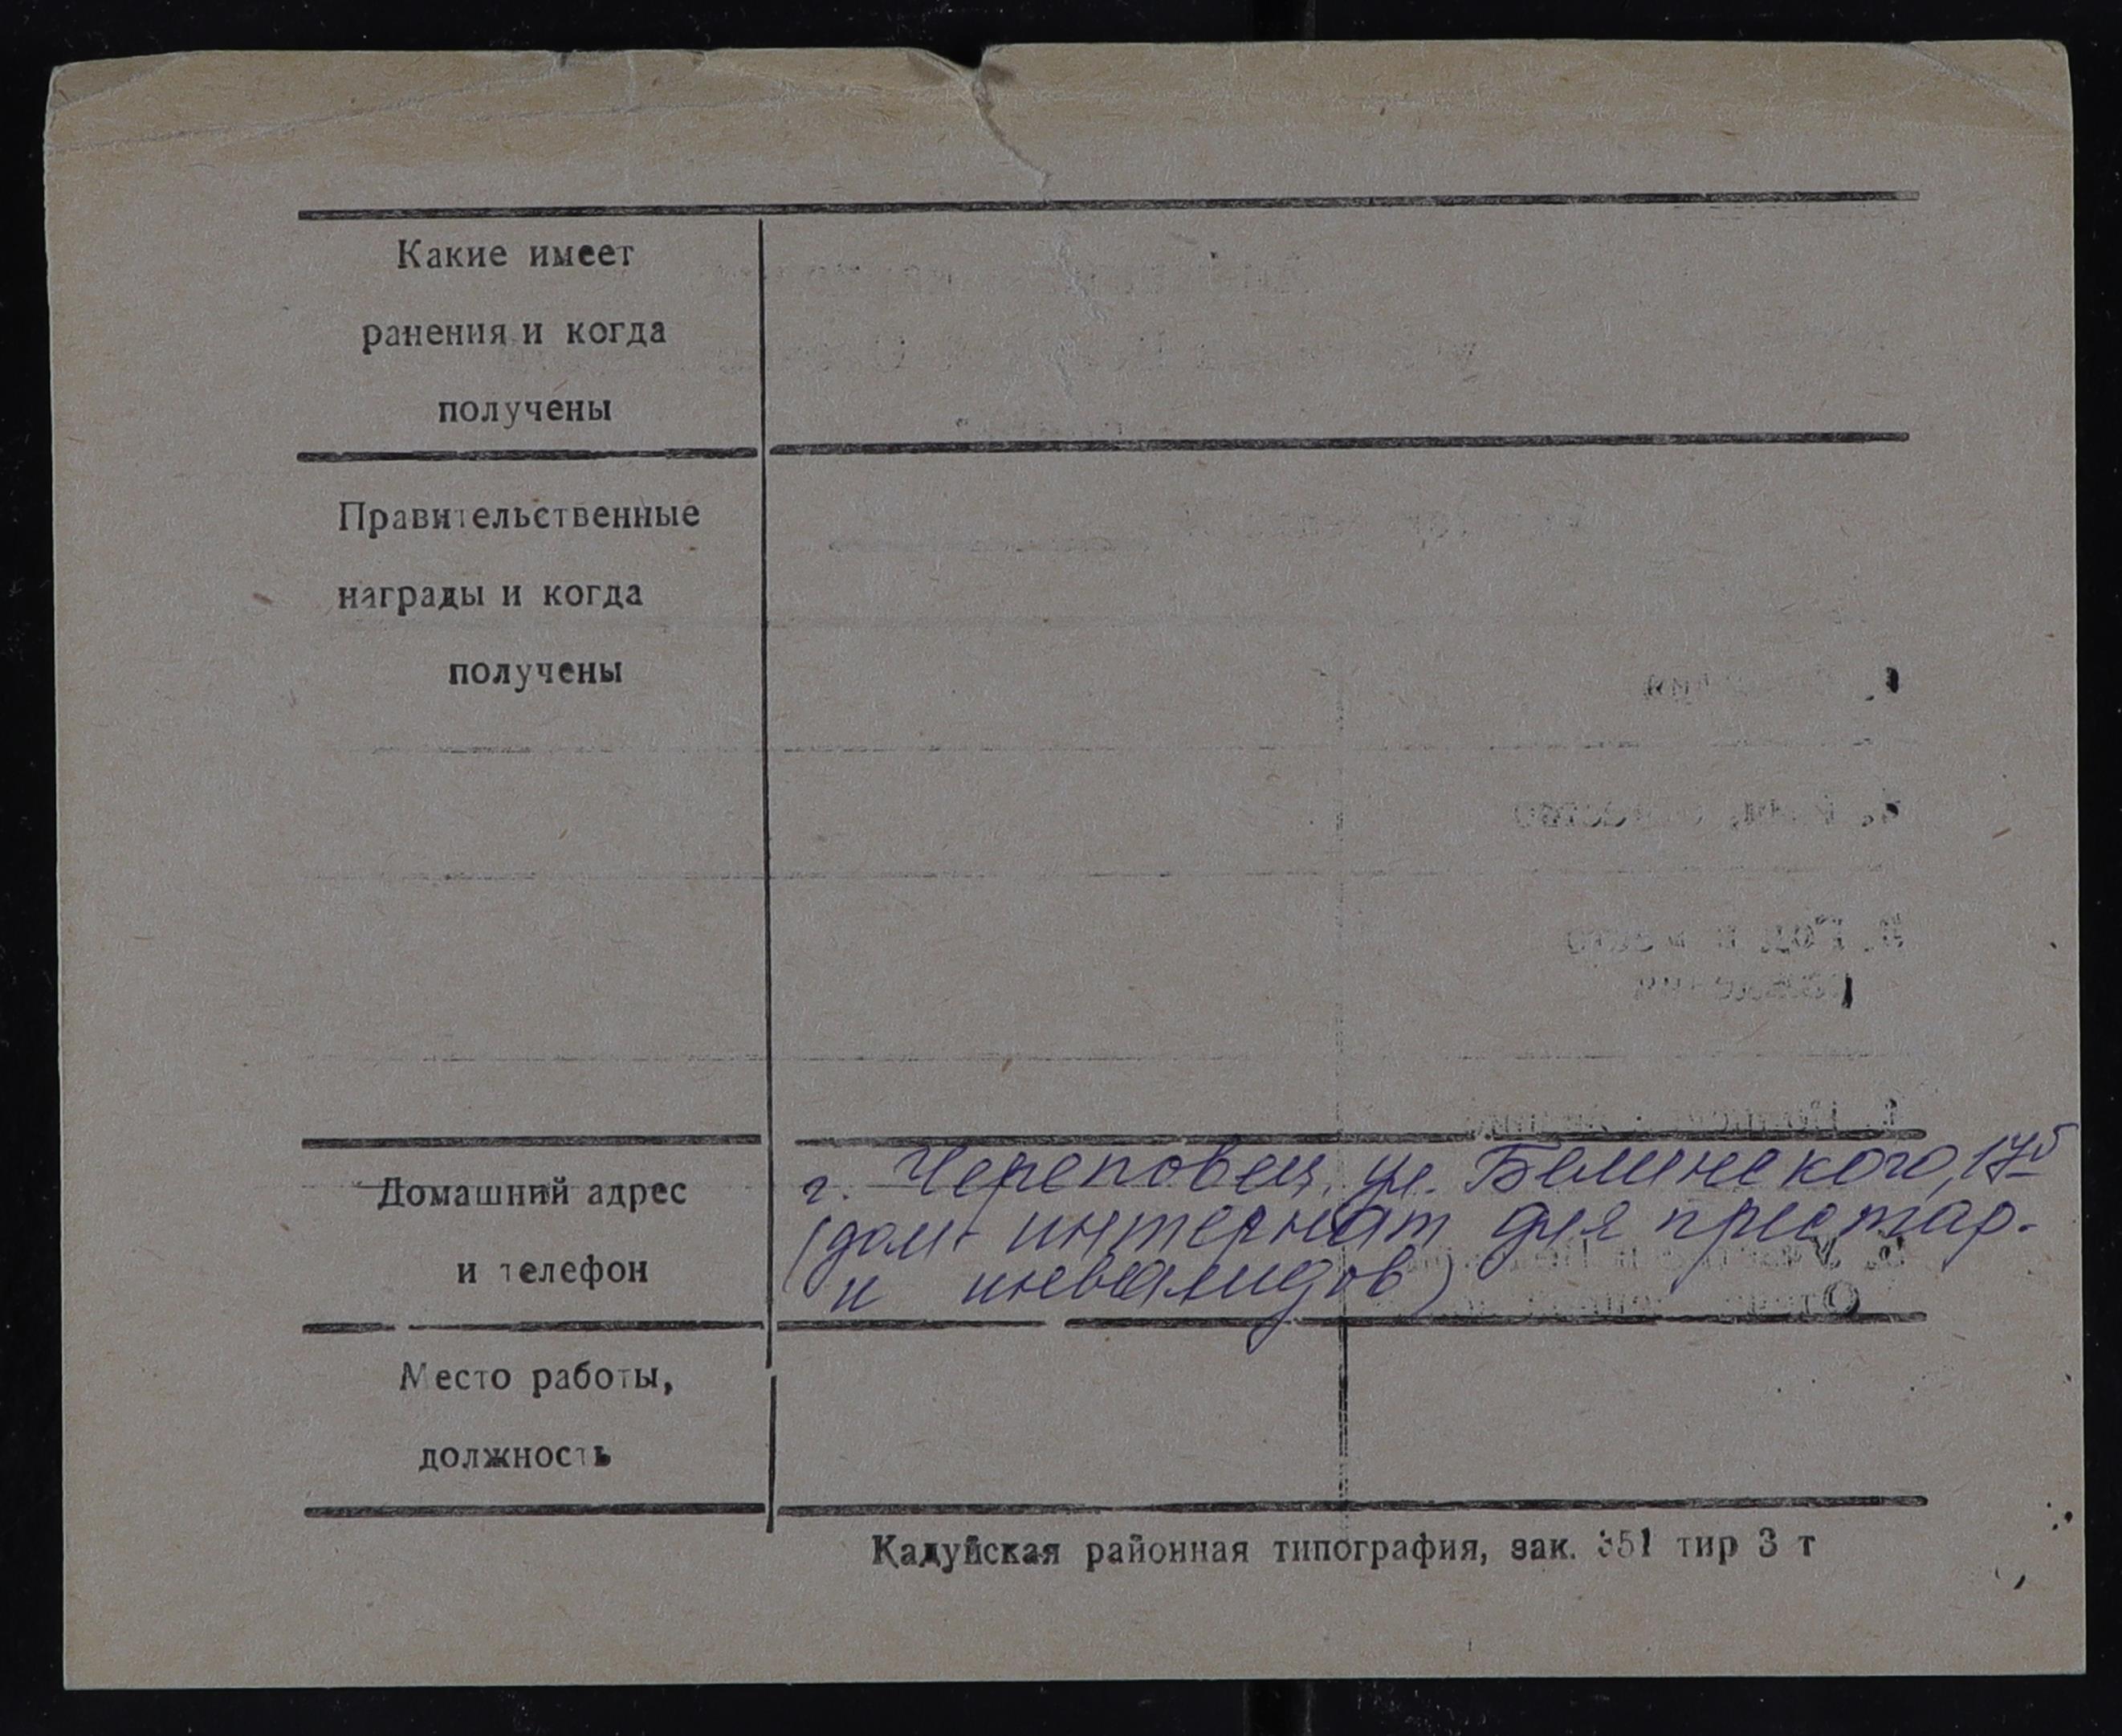 Какие имеет
ранения и когда
получены
Правительственные
награды и когда
получены
Домашний адрес
и телефон
г. Череповец, ул. Белинского,
(дом-интернат для престар.
и инвалидов)
Место работы,
должность
Кадуйская районная типография, зак. 351 тир 3 т